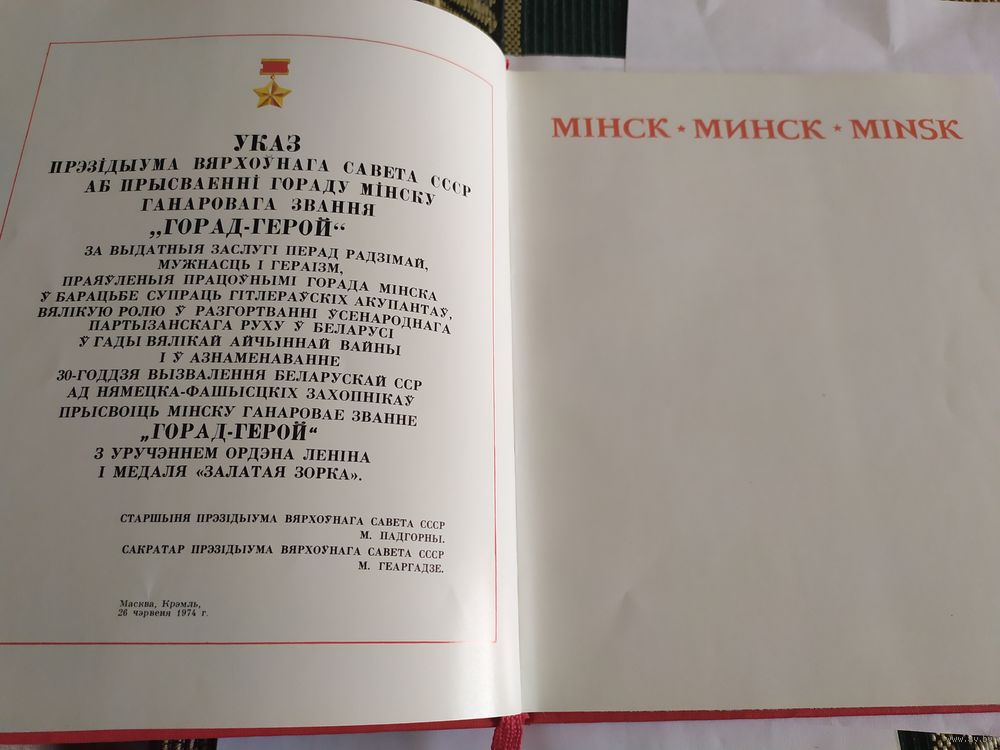 УКАЗ
ПРЭЗІДЫУМА ВЯРХОЎНАГА САВЕТА СССР
АБ ПРЫСВАЕННІ ГОРАДУ МІНСКУ
ГАНАРОВАГА ЗВАННЯ
„ГОРАД-ГЕРОЙ“
ЗА ВЫДАТНЫЯ ЗАСЛУГІ ПЕРАД РАДЗІМАЙ,
МУЖНАСЦЬ І ГЕРАІЗМ,
ПРАЯЎЛЕНЫЯ ПРАЦОЎНЫМІ ГОРАДА МІНСКА
Ў БАРАЦЬБЕ СУПРАЦЬ ГІТЛЕРАЎСКІХ АКУПАНТАЎ,
ВЯЛІКУЮ РОЛЮ Ў РАЗГОРТВАННІ ЎСЕНАРОДНАГА
ПАРТЫЗАНСКАГА РУХУ Ў БЕЛАРУСІ
Ў ГАДЫ ВЯЛІКАЙ АЙЧЫННАЙ ВАЙНЫ
І Ў АЗНАМЕНАВАННЕ
30-ГОДДЗЯ ВЫЗВАЛЕННЯ БЕЛАРУСКАЙ ССР
АД НЯМЕЦКА-ФАШЫСЦКІХ ЗАХОПНІКАЎ
ПРЫСВОІЦЬ МІНСКУ ГАНАРОВАЕ ЗВАННЕ
„ГОРАД-ГЕРОЙ“
З УРУЧЭННЕМ ОРДЭНА ЛЕНІНА
І МЕДАЛЯ «ЗАЛАТАЯ ЗОРКА».
СТАРШЫНЯ ПРЭЗІДЫУМА ВЯРХОЎНАГА САВЕТА СССР
М. ПАДГОРНЫ.
САКРАТАР ПРЭЗІДЫУМА ВЯРХОЎНАГА САВЕТА СССР
М. ГЕАРГАДЗЕ.
Масква, Крэмль,
26 чэрвеня 1974 г.
МІНСК ★ МИНСК ★ MINSK
www.ay.by